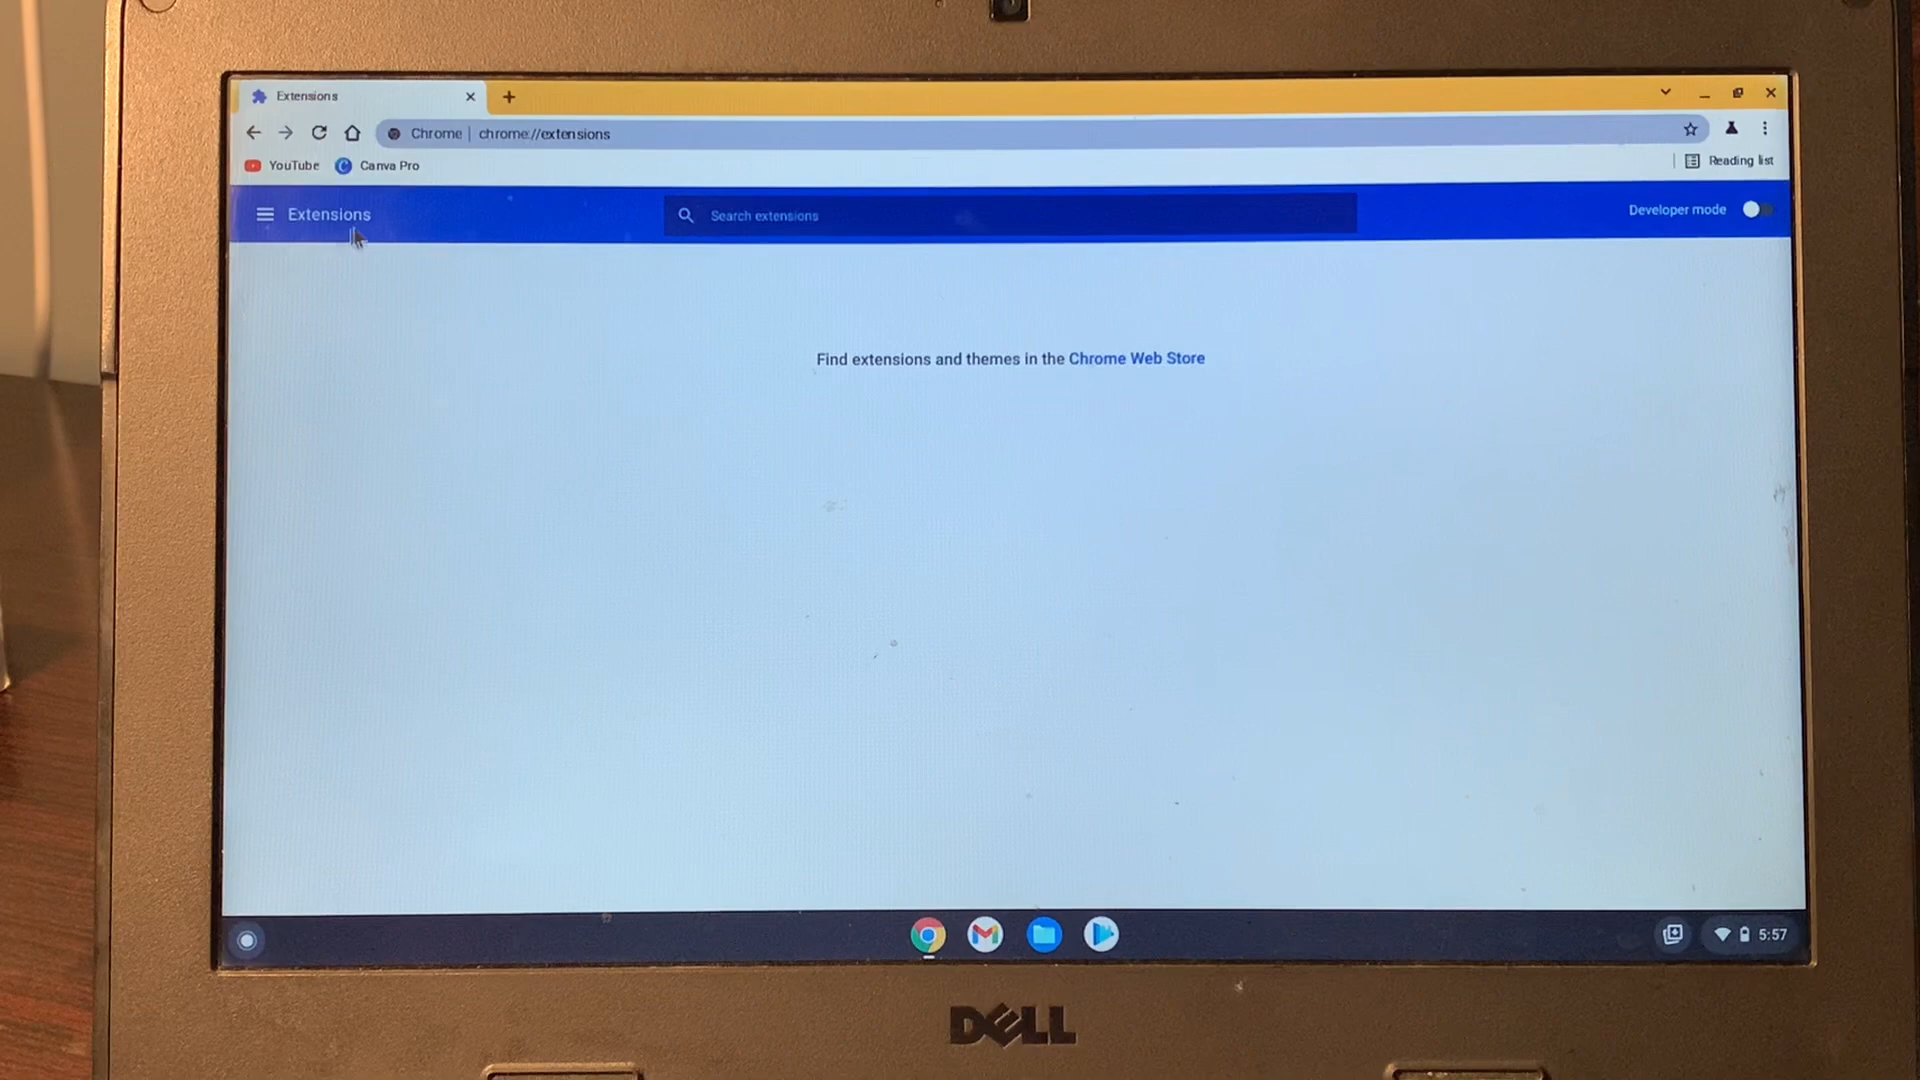 Extensions
Chrome | chrome://extensions
YouTube Canva Pro Reading list
Extensions Search extensions Developer mode
Find extensions and themes in the Chrome Web Store
5:57
DELL